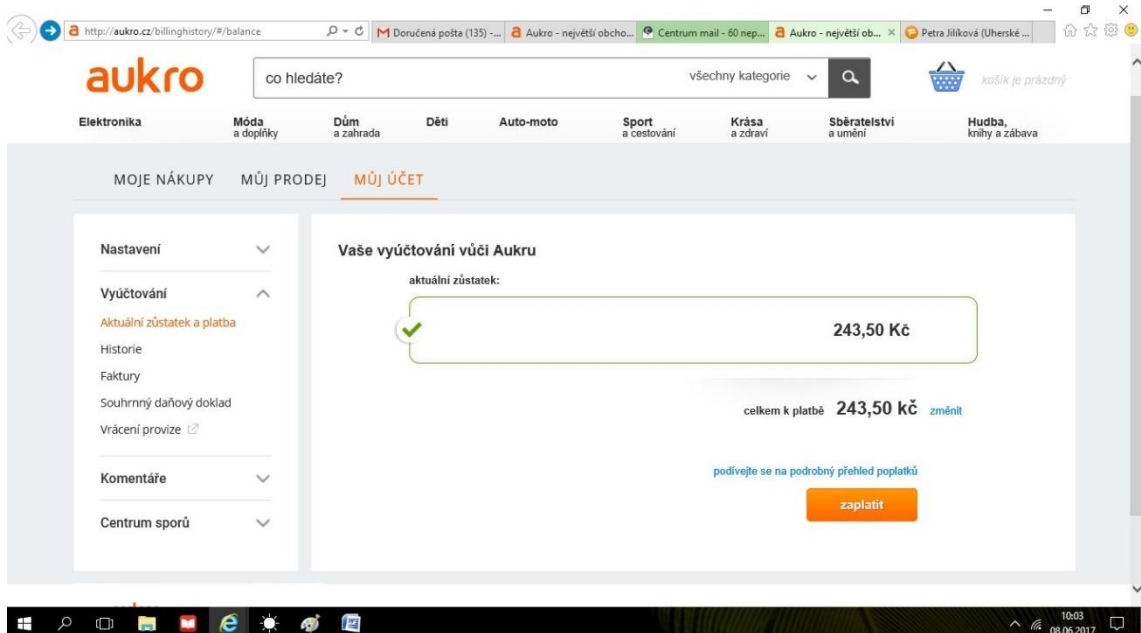 http://aukro.cz/billinghistory/#/balance
Doručená pošta (135) -...
Aukro - největší obcho...
Centrum mail - 60 nep...
Aukro - největší ob...
Petra Jilíková (Uherské ...
aukro
co hledáte?
všechny kategorie
košík je prázdný
Elektronika
Móda
a doplňky
Dům
a zahrada
Děti
Auto-moto
Sport
a cestování
Krása
a zdraví
Sběratelství
a umění
Hudba,
knihy a zábava
MOJE NÁKUPY
MŮJ PRODEJ
MŮJ ÚČET
Nastavení
Vyúčtování
Aktuální zůstatek a platba
Historie
Faktury
Souhrnný daňový doklad
Vrácení provize
Komentáře
Centrum sporů
Vaše vyúčtování vůči Aukru
aktuální zůstatek:
243,50 Kč
celkem k platbě 243,50 kč změnit
podívejte se na podrobný přehled poplatků
zaplatit
10:03
08.06.2017